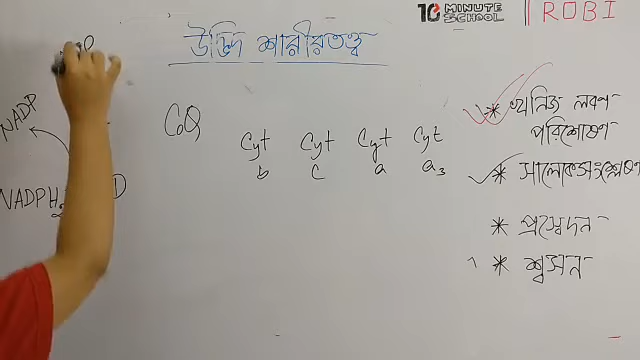 10 MINUTE SCHOOL
ROBI
উদ্ভিদ শারীরতত্ত্ব
NADP
NADPH₂
D
CoQ
Cyt b
Cyt c
Cyt a
Cyt a₃
* খনিজ লবণ
পরিশোষণ
* সালোকসংশ্লেষণ
* প্রস্বেদন
* শ্বসন